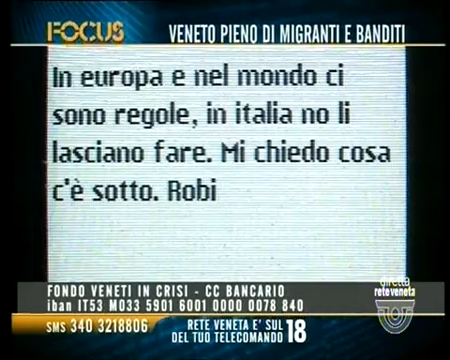 FOCUS
VENETO PIENO DI MIGRANTI E BANDITI
In europa e nel mondo ci
sono regole, in italia no li
lasciano fare. Mi chiedo cosa
c'è sotto. Robi
diretta
reteveneta
FONDO VENETI IN CRISI - CC BANCARIO
iban IT53 M033 5901 6001 0000 0078 840
SMS 340 3218806
RETE VENETA E' SUL
DEL TUO TELECOMANDO 18